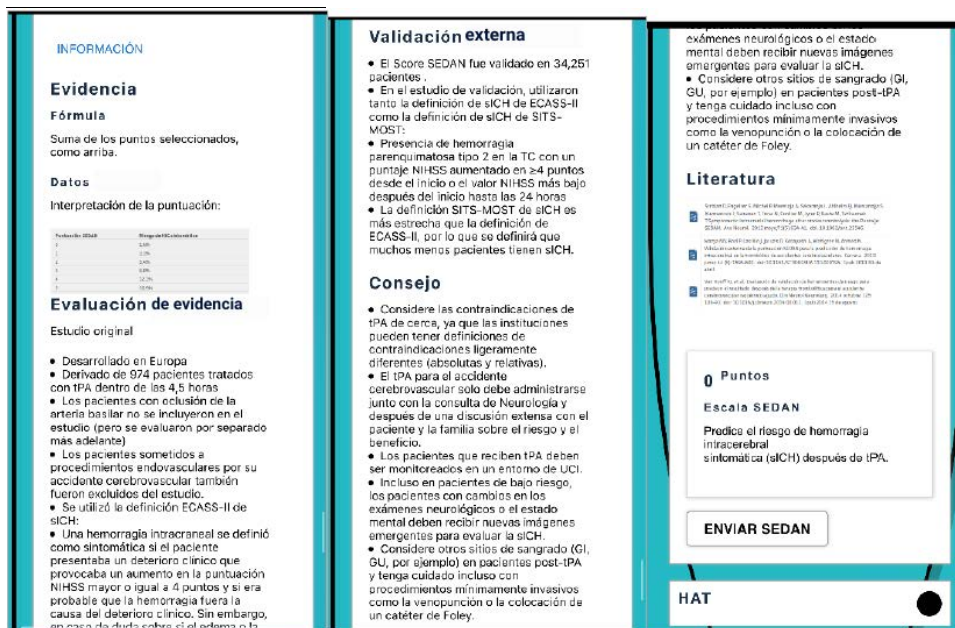 INFORMACIÓN
Evidencia
Fórmula
Suma de los puntos seleccionados,
como arriba.
Datos
Interpretación de la puntuación:
Puntuación SEDAN
Evaluación de evidencia
Estudio original
• Desarrollado en Europa
• Derivado de 974 pacientes tratados
con tPA dentro de las 4,5 horas
• Los pacientes con oclusión de la
arteria basilar no se incluyeron en el
estudio (pero se evaluaron por separado
más adelante)
• Los pacientes sometidos a
procedimientos endovasculares por su
accidente cerebrovascular también
fueron excluidos del estudio.
• Se utilizó la definición ECASS-II de
sICH:
• Una hemorragia intracraneal se definió
como sintomática si el paciente
presentaba un deterioro clínico que
provocaba un aumento en la puntuación
NIHSS mayor o igual a 4 puntos y si era
probable que la hemorragia fuera la
causa del deterioro clínico. Sin embargo,
en caso de duda sobre si el edema o la
Validación externa
• El Score SEDAN fue validado en 34,251
pacientes .
• En el estudio de validación, utilizaron
tanto la definición de sICH de ECASS-II
como la definición de sICH de SITS-
MOST:
• Presencia de hemorragia
parenquimatosa tipo 2 en la TC con un
puntaje NIHSS aumentado en ≥4 puntos
desde el inicio o el valor NIHSS más bajo
después del inicio hasta las 24 horas
• La definición SITS-MOST de sICH es
más estrecha que la definición de
ECASS-II, por lo que se definirá que
muchos menos pacientes tienen sICH.
Consejo
• Considere las contraindicaciones de
tPA de cerca, ya que las instituciones
pueden tener definiciones de
contraindicaciones ligeramente
diferentes (absolutas y relativas).
• El tPA para el accidente
cerebrovascular solo debe administrarse
junto con la consulta de Neurología y
después de una discusión extensa con el
paciente y la familia sobre el riesgo y el
beneficio.
• Los pacientes que reciben tPA deben
ser monitoreados en un entorno de UCI.
• Incluso en pacientes de bajo riesgo,
los pacientes con cambios en los
exámenes neurológicos o el estado
mental deben recibir nuevas imágenes
emergentes para evaluar la sICH.
• Considere otros sitios de sangrado (GI,
GU, por ejemplo) en pacientes post-tPA
y tenga cuidado incluso con
procedimientos mínimamente invasivos
como la venopunción o la colocación de
un catéter de Foley.
exámenes neurológicos o el estado
mental deben recibir nuevas imágenes
emergentes para evaluar la sICH.
• Considere otros sitios de sangrado (GI,
GU, por ejemplo) en pacientes post-tPA
y tenga cuidado incluso con
procedimientos mínimamente invasivos
como la venopunción o la colocación de
un catéter de Foley.
Literatura
0 Puntos
Escala SEDAN
Predice el riesgo de hemorragia
intracerebral
sintomática (sICH) después de tPA.
ENVIAR SEDAN
HAT